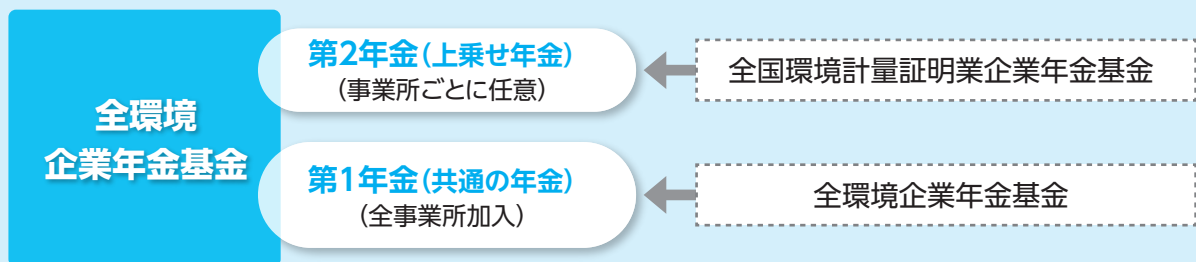 全環境
企業年金基金
第2年金(上乗せ年金)
(事業所ごとに任意)
全国環境計量証明業企業年金基金
第1年金(共通の年金)
(全事業所加入)
全環境企業年金基金